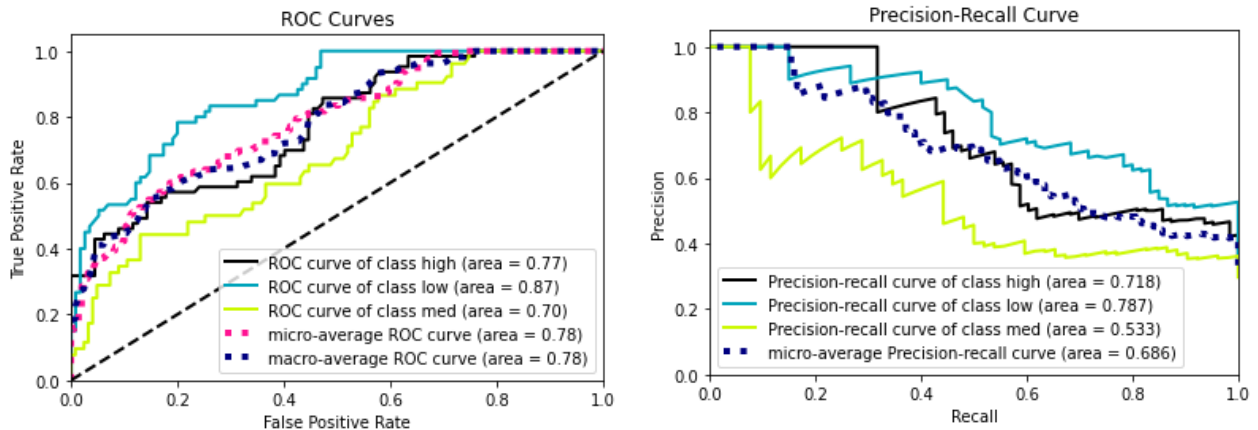 ROC Curves
True Positive Rate
1.0
0.8
0.6
0.4
0.2
0.0
ROC curve of class high (area = 0.77)
ROC curve of class low (area = 0.87)
ROC curve of class med (area = 0.70)
micro-average ROC curve (area = 0.78)
macro-average ROC curve (area = 0.78)
0.0 0.2 0.4 0.6 0.8 1.0
False Positive Rate
Precision-Recall Curve
Precision
1.0
0.8
0.6
0.4
0.2
0.0
Precision-recall curve of class high (area = 0.718)
Precision-recall curve of class low (area = 0.787)
Precision-recall curve of class med (area = 0.533)
micro-average Precision-recall curve (area = 0.686)
0.0 0.2 0.4 0.6 0.8 1.0
Recall